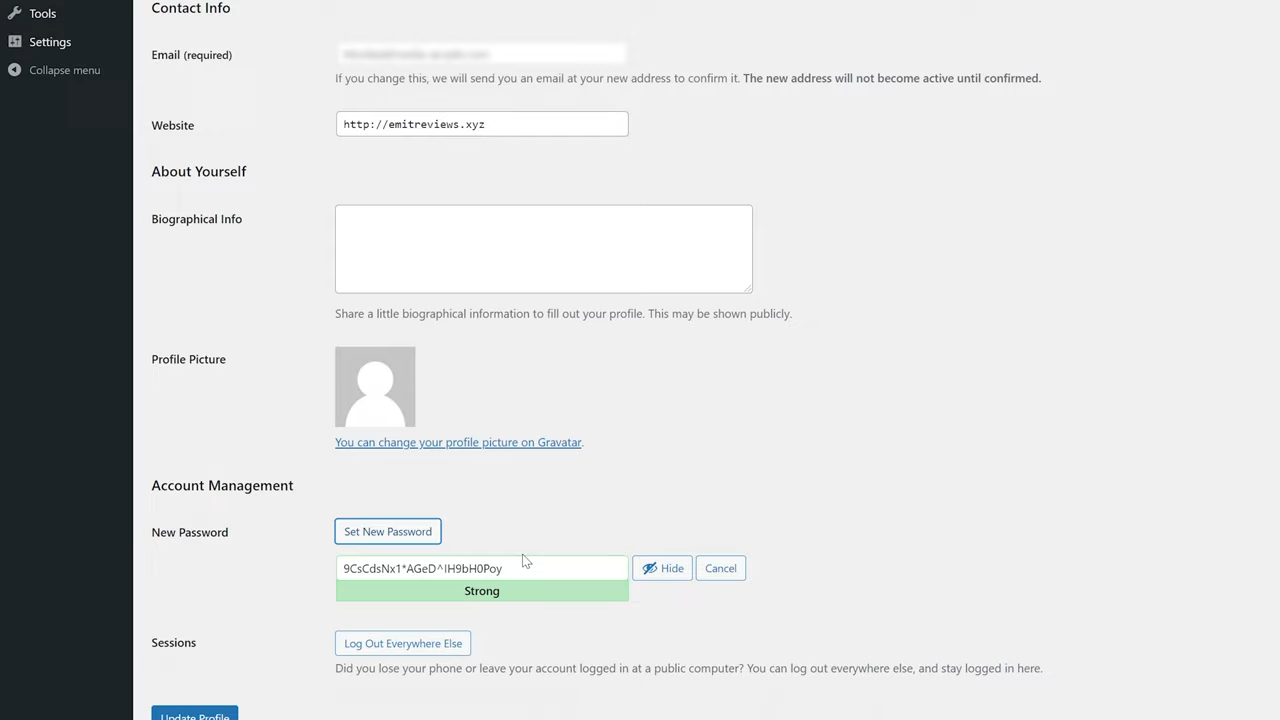 Tools
Settings
Collapse menu
Contact Info
Email (required)
If you change this, we will send you an email at your new address to confirm it. The new address will not become active until confirmed.
Website
http://emitreviews.xyz
About Yourself
Biographical Info
Share a little biographical information to fill out your profile. This may be shown publicly.
Profile Picture
You can change your profile picture on Gravatar.
Account Management
New Password
Set New Password
9CsCdsNx1*AGeD^IH9bH0Poy
Hide
Cancel
Strong
Sessions
Log Out Everywhere Else
Did you lose your phone or leave your account logged in at a public computer? You can log out everywhere else, and stay logged in here.
Update Profile